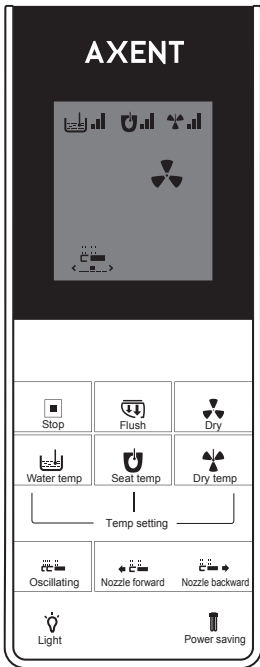 AXENT
Stop Flush Dry
Water temp Seat temp Dry temp
Temp setting
Oscillating Nozzle forward Nozzle backward
Light Power saving